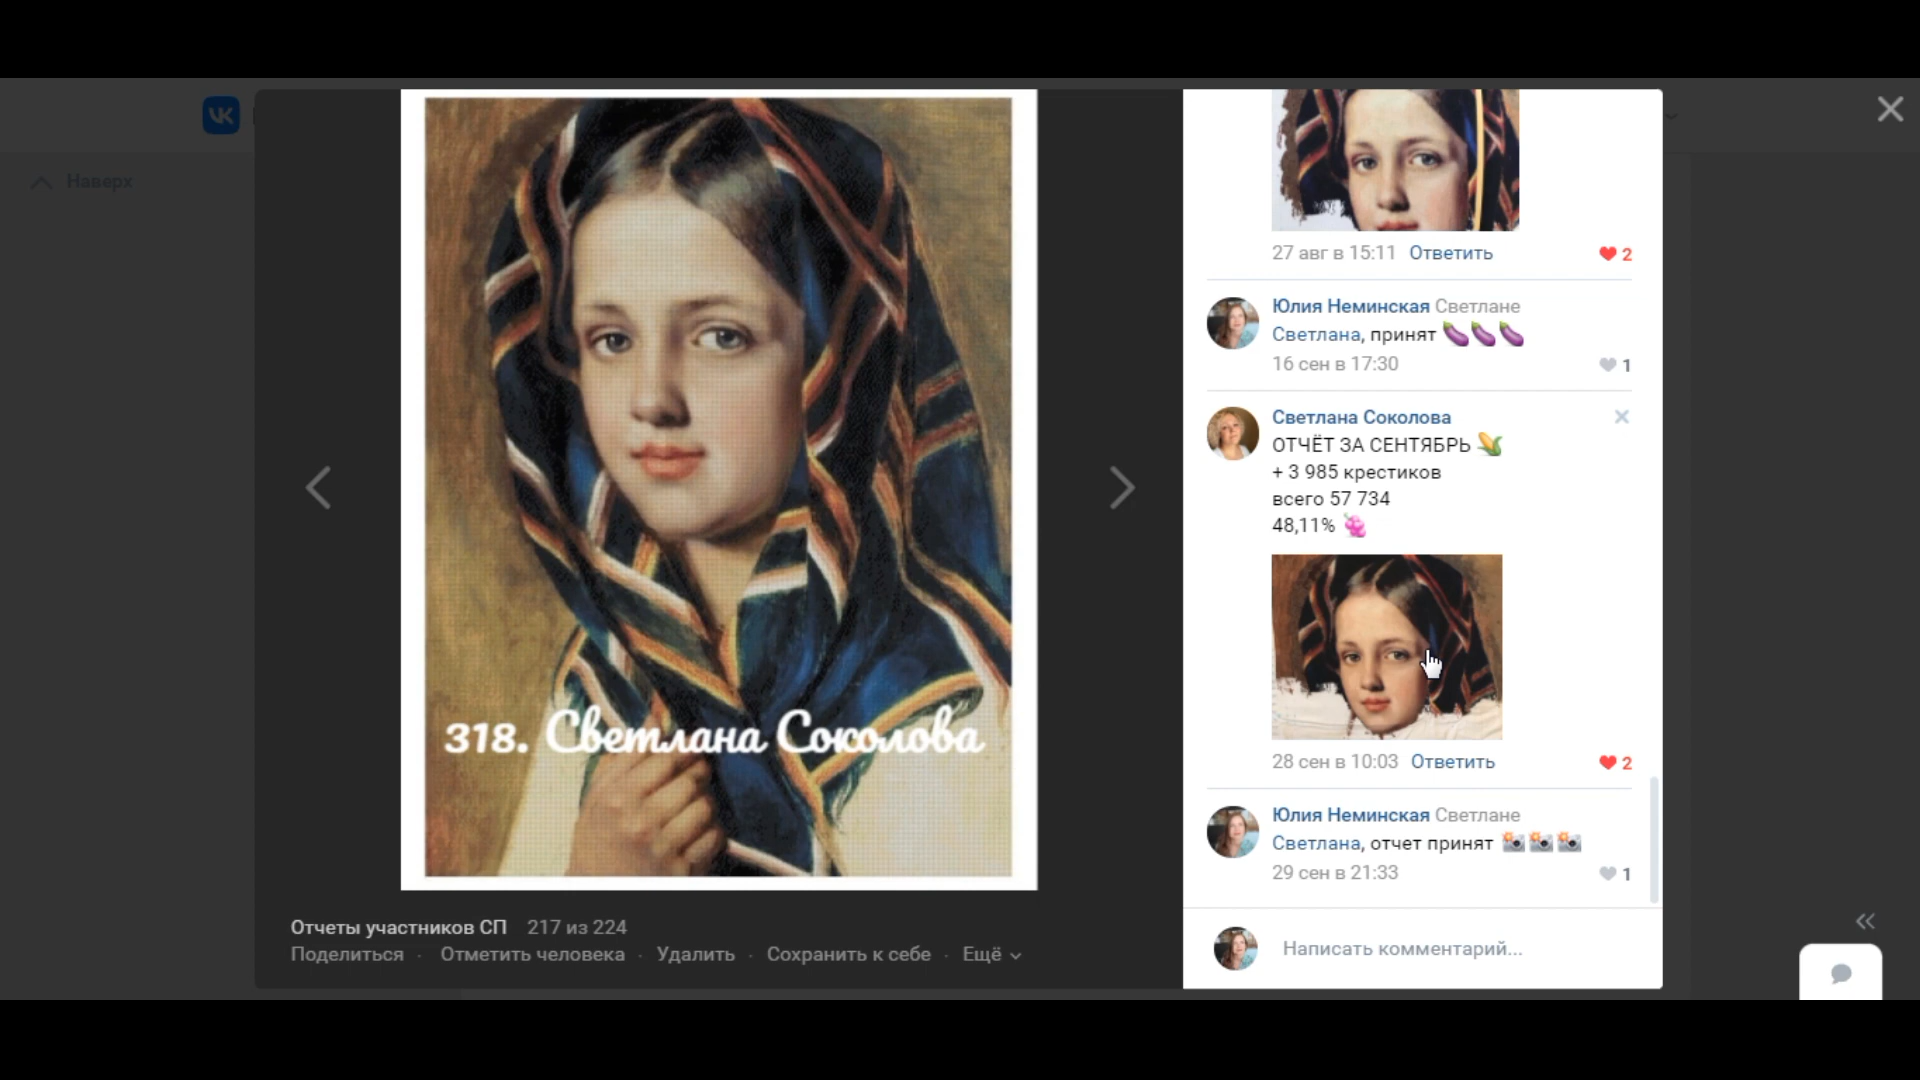 Наверх
318. Светлана Соколова
Отчеты участников СП 217 из 224
Поделиться · Отметить человека · Удалить · Сохранить к себе · Ещё
27 авг в 15:11 Ответить 2
Юлия Неминская Светлане
Светлана, принят 🍆🍆🍆
16 сен в 17:30 1
Светлана Соколова
ОТЧЁТ ЗА СЕНТЯБРЬ 🌽
+ 3 985 крестиков
всего 57 734
48,11% 🍇
28 сен в 10:03 Ответить 2
Юлия Неминская Светлане
Светлана, отчет принят 📸📸📸
29 сен в 21:33 1
Написать комментарий...